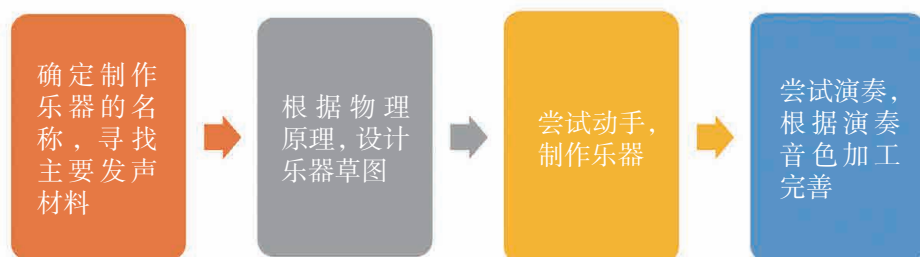 确定制作
乐器的名
称，寻找
主要发声
材料
根据物理
原理，设计
乐器草图
尝试动手，
制作乐器
尝试演奏，
根据演奏
音色加工
完善